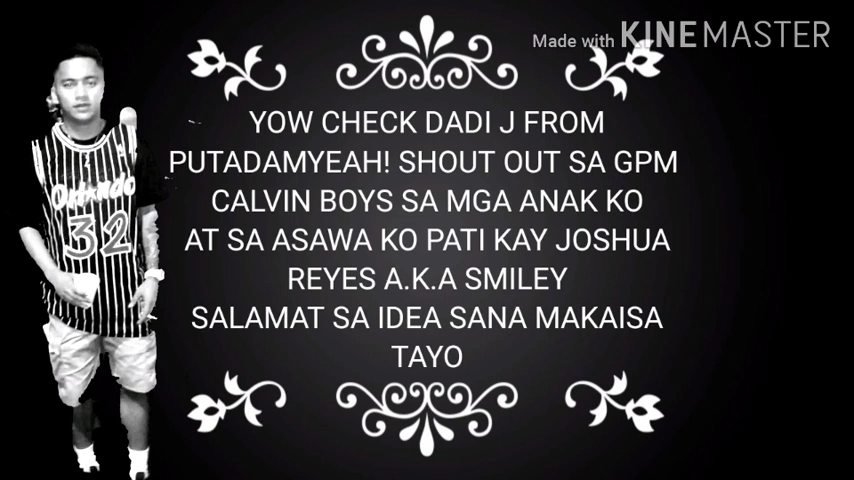 Made with KINEMASTER
YOW CHECK DADI J FROM
PUTADAMYEAH! SHOUT OUT SA GPM
CALVIN BOYS SA MGA ANAK KO
AT SA ASAWA KO PATI KAY JOSHUA
REYES A.K.A SMILEY
SALAMAT SA IDEA SANA MAKAISA
TAYO
Orlando
32